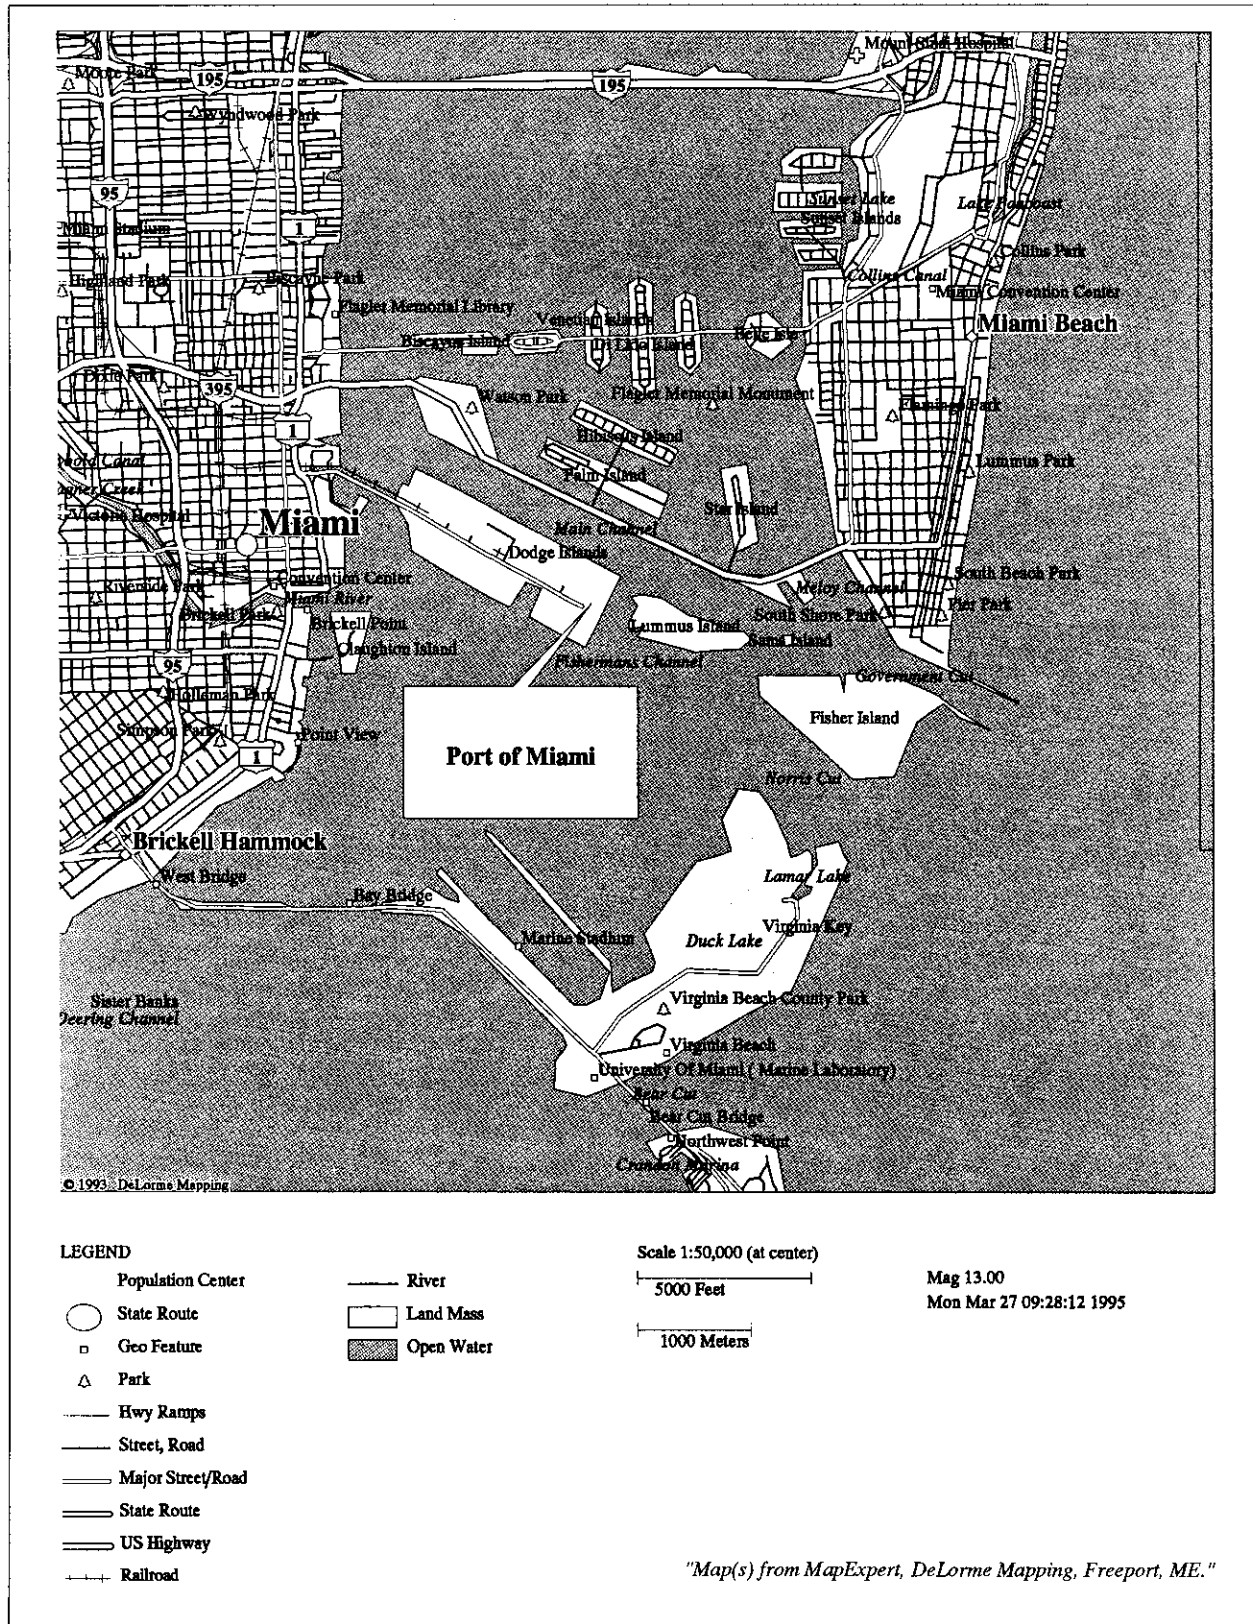 Mount Sinai Hospital
Moore Park
195
195
Wyndwood Park
95
Sunset Lake
Lake Pancoast
Sunset Islands
1
Miami Stadium
Collins Park
Highland Park
Biscayne Park
Collins Canal
Miami Convention Center
Flagler Memorial Library
Venetian Islands
Miami Beach
Biscayne Island
Di Lido Island
Belle Isle
Dixie Park
395
Watson Park
Flagler Memorial Monument
Flamingo Park
1
Hibiscus Island
Lummus Park
Palm Island
Star Island
Victoria Hospital
Miami
Main Channel
Dodge Islands
Riverside Park
Convention Center
South Beach Park
Miami River
Meloy Channel
Brickell Park
South Shore Park
Pier Park
Brickell Point
Lummus Island
Sams Island
Claughton Island
95
Fishermans Channel
Government Cut
Holleman Park
Fisher Island
Simpson Park
Point View
1
Port of Miami
Norris Cut
Brickell Hammock
West Bridge
Lamar Lake
Bay Bridge
Virginia Key
Marine Stadium
Duck Lake
Sister Banks
Virginia Beach County Park
Deering Channel
Virginia Beach
University Of Miami ( Marine Laboratory)
Bear Cut
Bear Cut Bridge
Northwest Point
Crandon Marina
© 1993 DeLorme Mapping
LEGEND
Population Center
State Route
Geo Feature
Park
Hwy Ramps
Street, Road
Major Street/Road
State Route
US Highway
Railroad
River
Land Mass
Open Water
Scale 1:50,000 (at center)
5000 Feet
1000 Meters
Mag 13.00
Mon Mar 27 09:28:12 1995
"Map(s) from MapExpert, DeLorme Mapping, Freeport, ME."